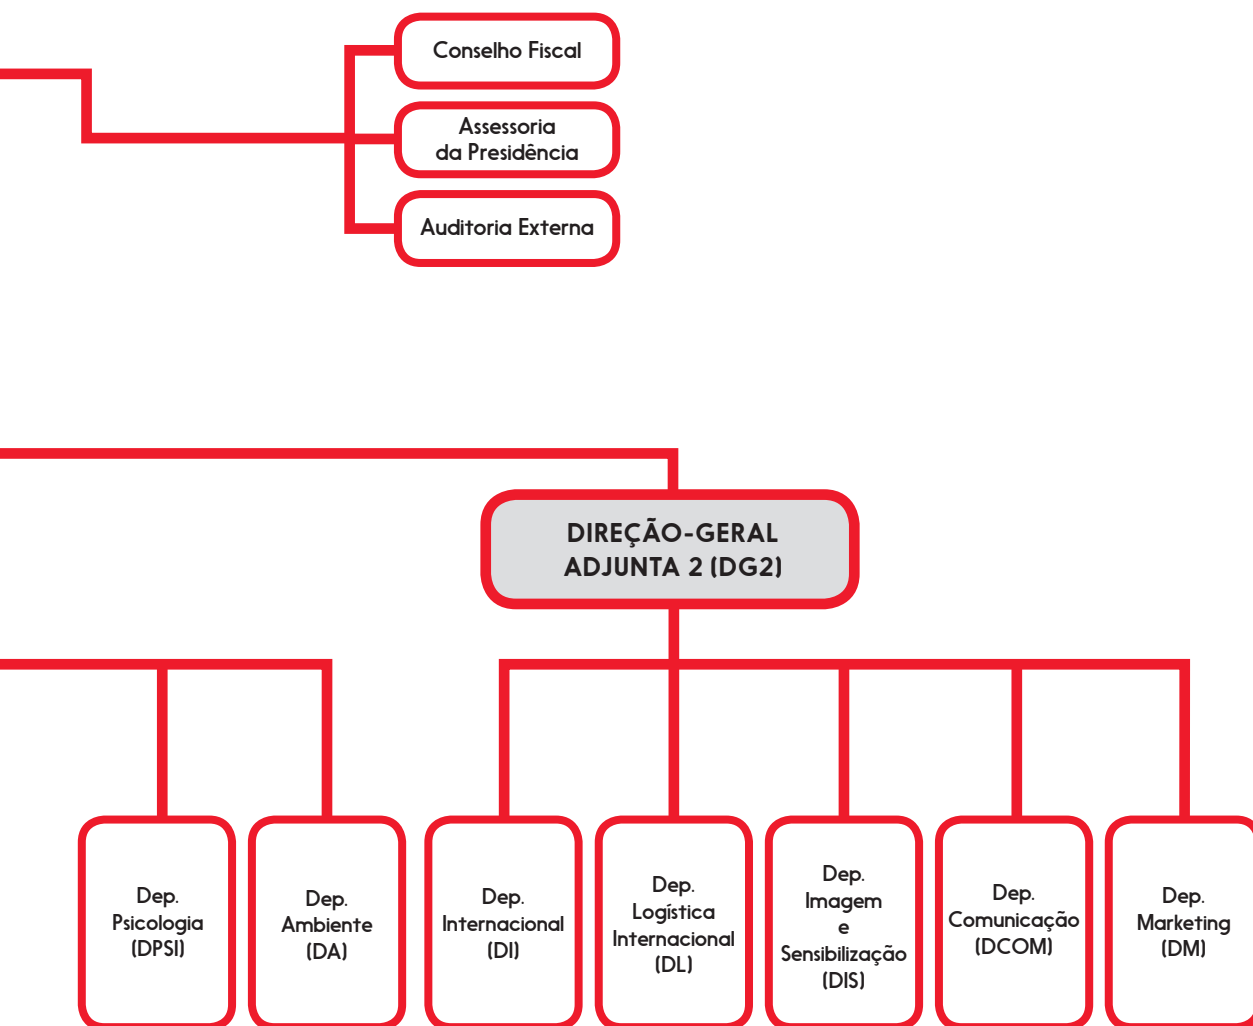 Conselho Fiscal
Assessoria
da Presidência
Auditoria Externa
DIREÇÃO-GERAL
ADJUNTA 2 (DG2)
Dep.
Psicologia
(DPSI)
Dep.
Ambiente
(DA)
Dep.
Internacional
(DI)
Dep.
Logística
Internacional
(DL)
Dep.
Imagem
e
Sensibilização
(DIS)
Dep.
Comunicação
(DCOM)
Dep.
Marketing
(DM)